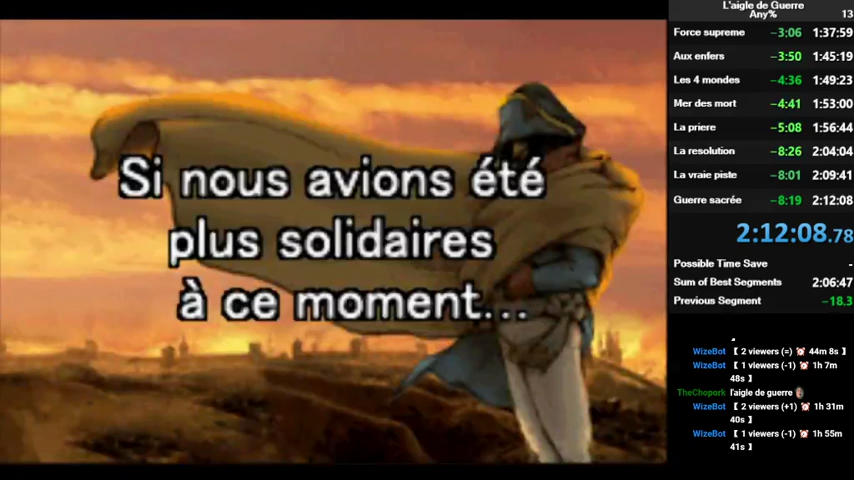 Si nous avions été
plus solidaires
à ce moment...
L'aigle de Guerre
Any% 13
Force supreme −3:06 1:37:59
Aux enfers −3:50 1:45:19
Les 4 mondes −4:36 1:49:23
Mer des mort −4:41 1:53:00
La priere −5:08 1:56:44
La resolution −8:26 2:04:04
La vraie piste −8:01 2:09:41
Guerre sacrée −8:19 2:12:08
2:12:08.78
Possible Time Save -
Sum of Best Segments 2:06:47
Previous Segment −18.3
WizeBot 【 2 viewers (=) 44m 8s 】
WizeBot 【 1 viewers (-1) 1h 7m
48s 】
TheChopork l'aigle de guerre
WizeBot 【 2 viewers (+1) 1h 31m
40s 】
WizeBot 【 1 viewers (-1) 1h 55m
41s 】